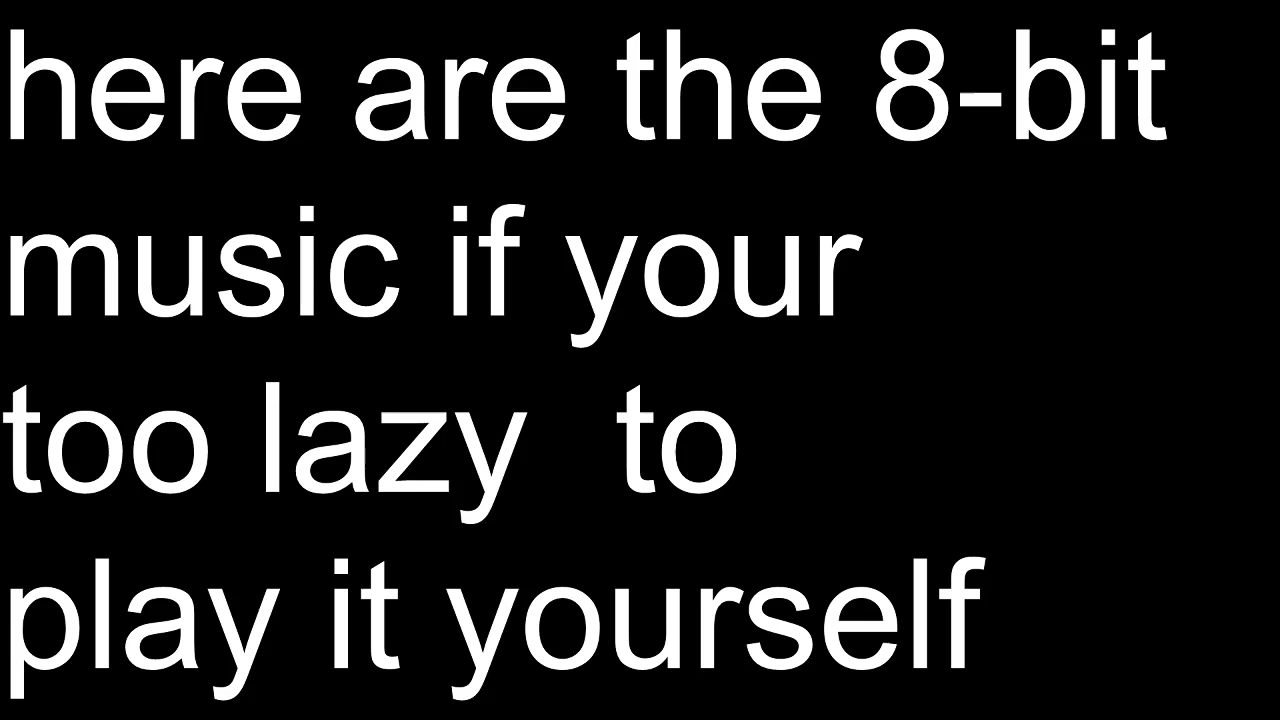 here are the 8-bit
music if your
too lazy  to
play it yourself